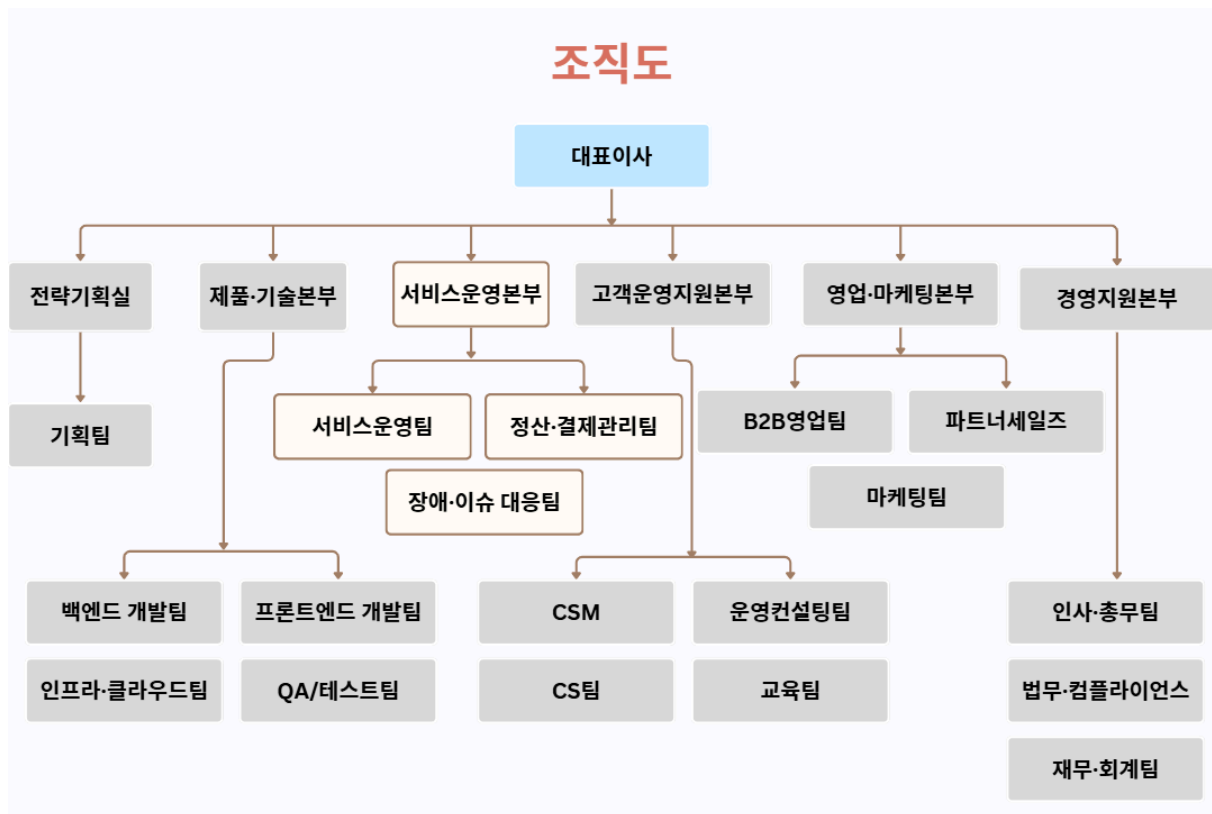 조직도
대표이사
전략기획실
제품·기술본부
서비스운영본부
고객운영지원본부
영업·마케팅본부
경영지원본부
기획팀
서비스운영팀
정산·결제관리팀
B2B영업팀
파트너세일즈
장애·이슈 대응팀
마케팅팀
백엔드 개발팀
프론트엔드 개발팀
CSM
운영컨설팅팀
인사·총무팀
인프라·클라우드팀
QA/테스트팀
CS팀
교육팀
법무·컴플라이언스
재무·회계팀